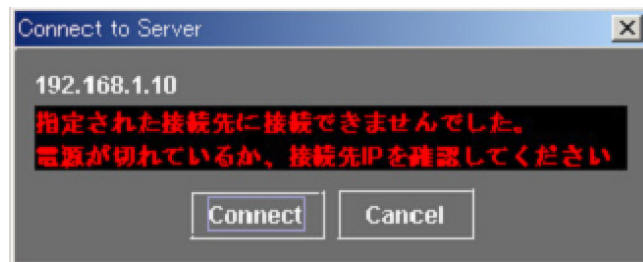 Connect to Server
192.168.1.10
指定された接続先に接続できませんでした。
電源が切れているか、接続先IPを確認してください
Connect
Cancel